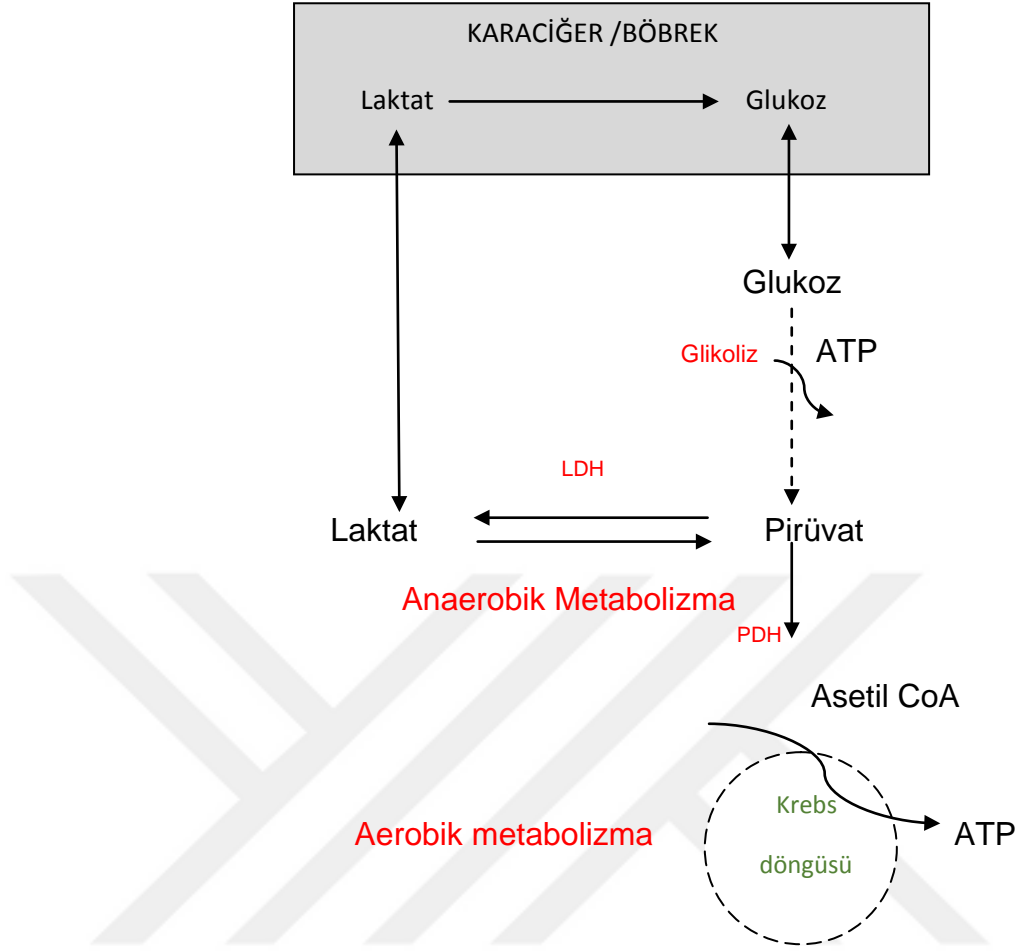 KARACİĞER /BÖBREK
Laktat
Glukoz
Glukoz
Glikoliz
ATP
LDH
Laktat
Pirüvat
Anaerobik Metabolizma
PDH
Asetil CoA
Krebs
döngüsü
Aerobik metabolizma
ATP